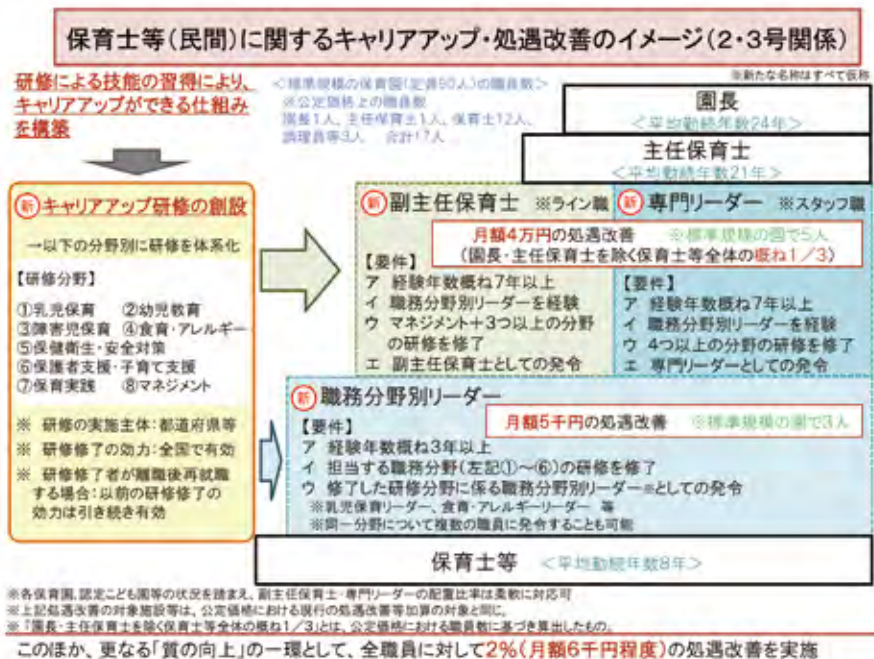 保育士等(民間)に関するキャリアアップ・処遇改善のイメージ(2・3号関係)
※新たな名称はすべて仮称
研修による技能の習得により、
キャリアアップができる仕組み
を構築
<標準規模の保育園(定員90人)の職員数>
※公定価格上の職員数
園長1人、主任保育士1人、保育士12人、
調理員等3人 合計17人
園長
<平均勤続年数24年>
主任保育士
<平均勤続年数21年>
新 キャリアアップ研修の創設
→以下の分野別に研修を体系化
【研修分野】
①乳児保育 ②幼児教育
③障害児保育 ④食育・アレルギー
⑤保健衛生・安全対策
⑥保護者支援・子育て支援
⑦保育実践 ⑧マネジメント
※ 研修の実施主体:都道府県等
※ 研修修了の効力:全国で有効
※ 研修修了者が離職後再就職
する場合:以前の研修修了の
効力は引き続き有効
新 副主任保育士 ※ライン職
新 専門リーダー ※スタッフ職
月額4万円の処遇改善 ※標準規模の園で5人
(園長・主任保育士を除く保育士等全体の概ね1/3)
【要件】
ア 経験年数概ね7年以上
イ 職務分野別リーダーを経験
ウ マネジメント+3つ以上の分野
の研修を修了
エ 副主任保育士としての発令
【要件】
ア 経験年数概ね7年以上
イ 職務分野別リーダーを経験
ウ 4つ以上の分野の研修を修了
エ 専門リーダーとしての発令
新 職務分野別リーダー
月額5千円の処遇改善 ※標準規模の園で3人
【要件】
ア 経験年数概ね3年以上
イ 担当する職務分野(左記①~⑥)の研修を修了
ウ 修了した研修分野に係る職務分野別リーダー※としての発令
※乳児保育リーダー、食育・アレルギーリーダー 等
※同一分野について複数の職員に発令することも可能
保育士等 <平均勤続年数8年>
※各保育園、認定こども園等の状況を踏まえ、副主任保育士・専門リーダーの配置比率は柔軟に対応可
※上記処遇改善の対象施設等は、公定価格における現行の処遇改善等加算の対象と同じ。
※「園長・主任保育士を除く保育士等全体の概ね1/3」とは、公定価格における職員数に基づき算出したもの。
このほか、更なる「質の向上」の一環として、全職員に対して2%(月額6千円程度)の処遇改善を実施